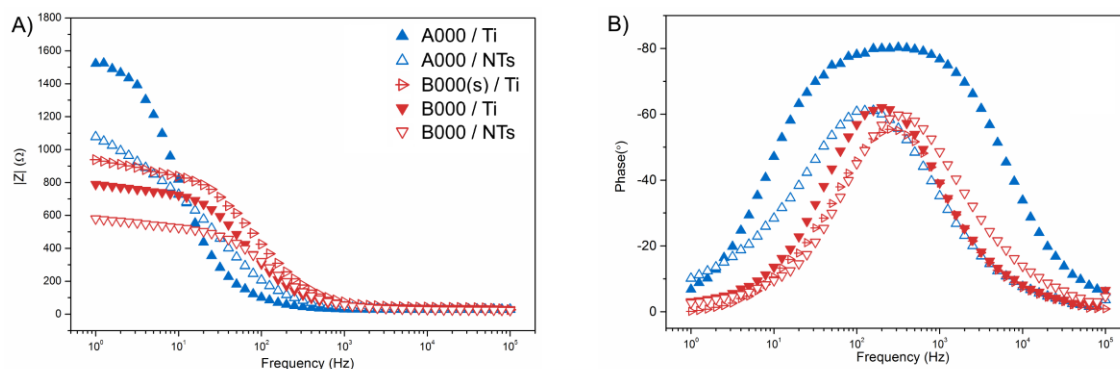 A)
1800
1600
1400
1200
1000
800
600
400
200
0
|Z| (Ω)
10⁰ 10¹ 10² 10³ 10⁴ 10⁵
Frequency (Hz)
A000 / Ti
A000 / NTs
B000(s) / Ti
B000 / Ti
B000 / NTs
B)
-80
-60
-40
-20
0
Phase(°)
10⁰ 10¹ 10² 10³ 10⁴ 10⁵
Frequency (Hz)